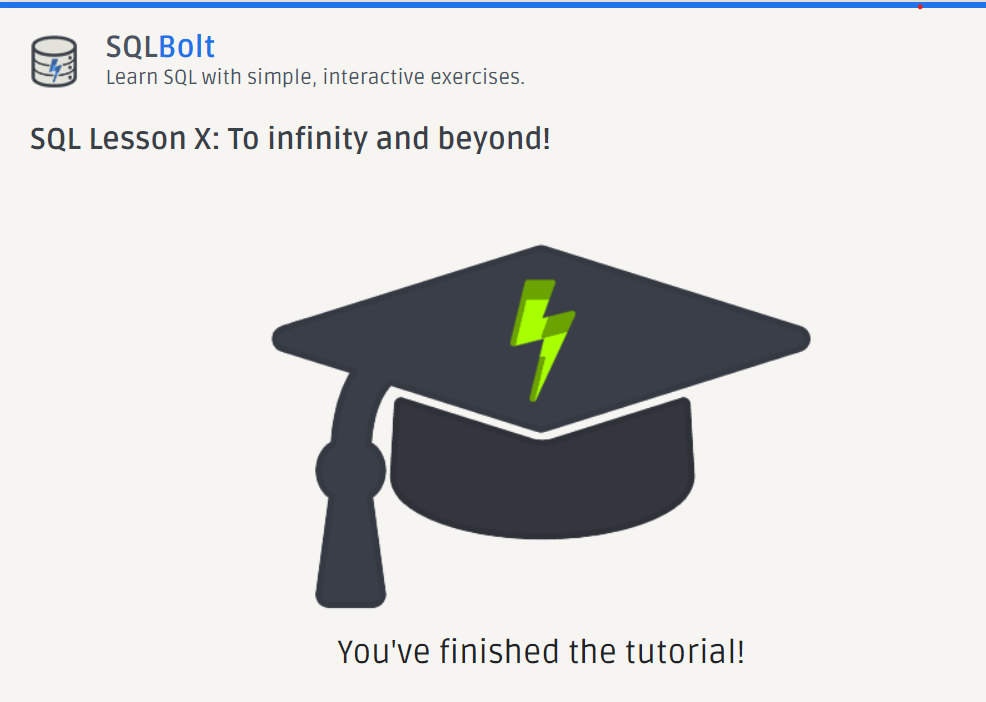 SQLBolt
Learn SQL with simple, interactive exercises.
SQL Lesson X: To infinity and beyond!
You've finished the tutorial!